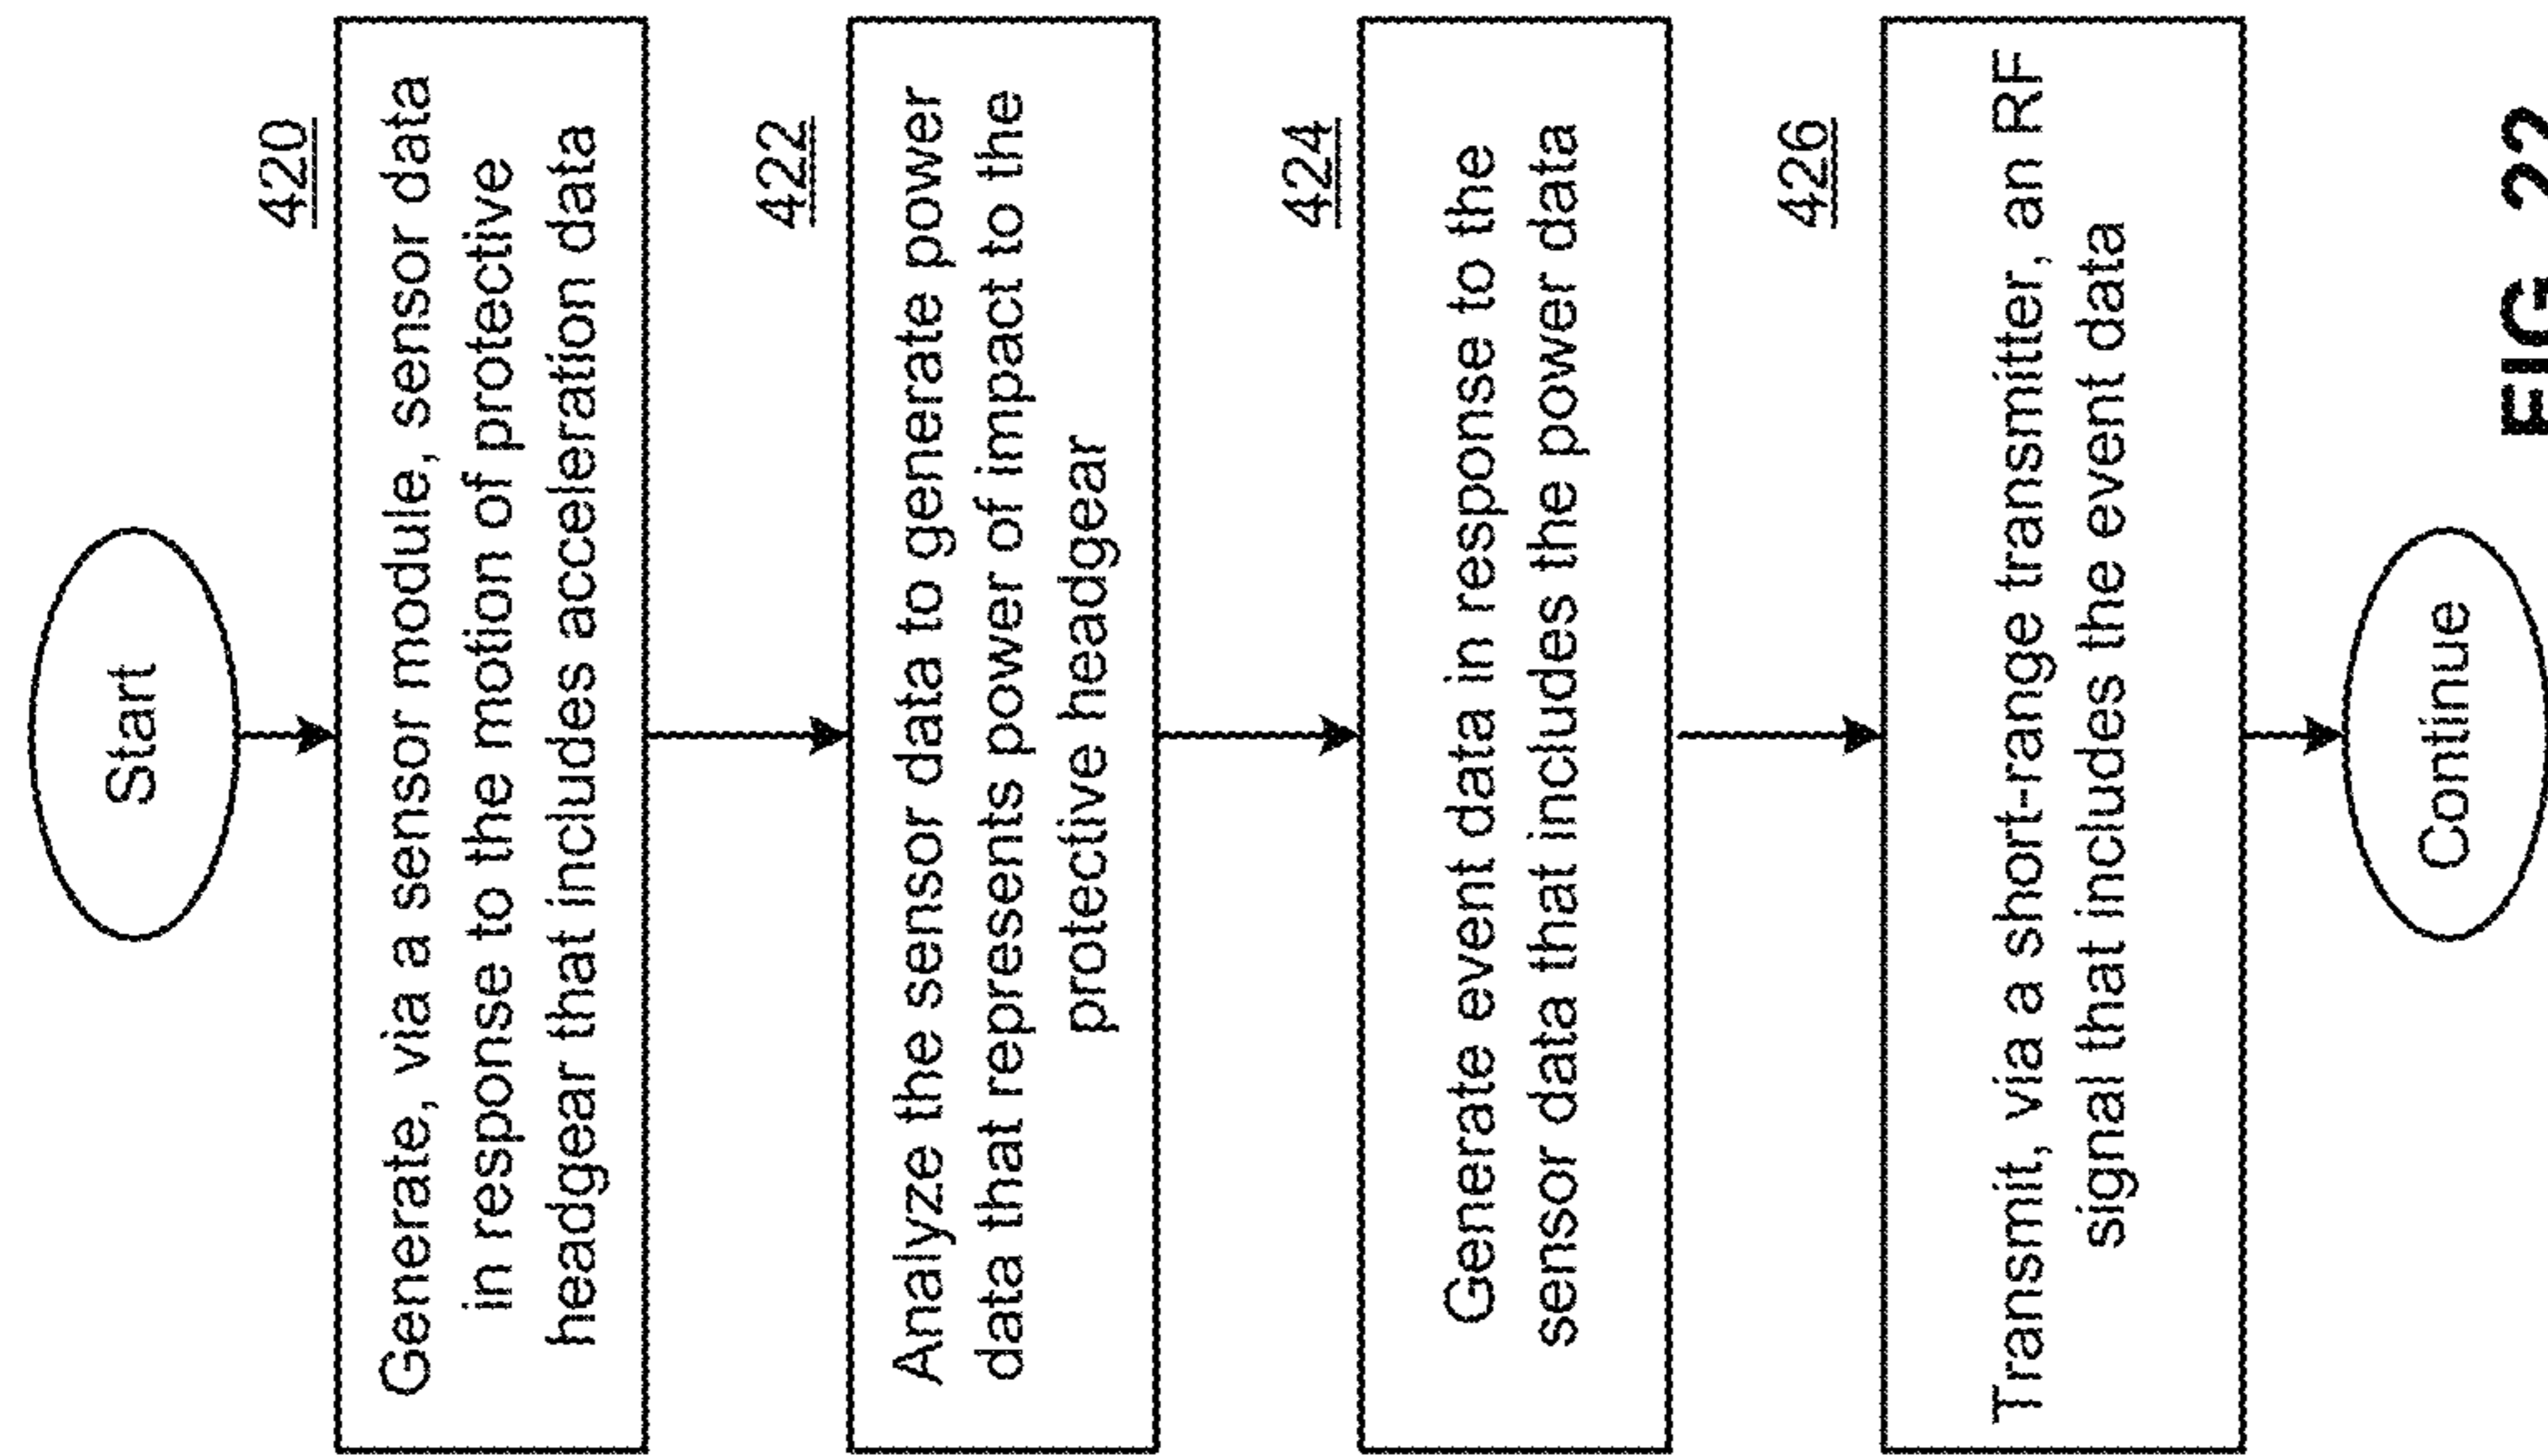 Start
420
Generate, via a sensor module, sensor data
in response to the motion of protective
headgear that includes acceleration data
422
Analyze the sensor data to generate power
data that represents power of impact to the
protective headgear
424
Generate event data in response to the
sensor data that includes the power data
426
Transmit, via a short-range transmitter, an RF
signal that includes the event data
Continue
FIG. 22